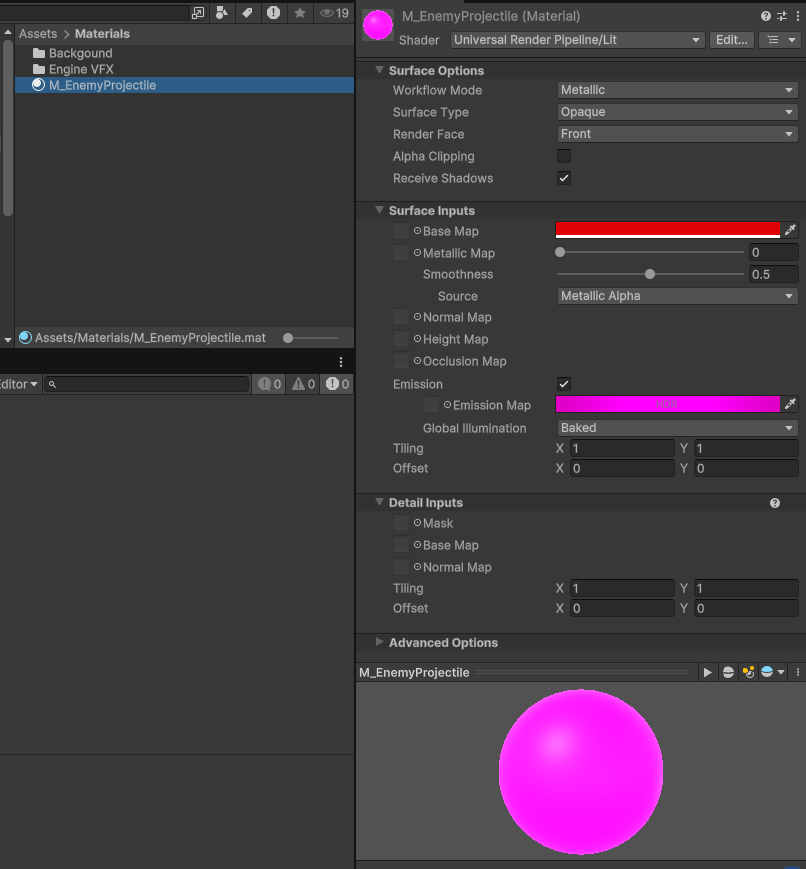 19
Assets > Materials
Backgound
Engine VFX
M_EnemyProjectile
Assets/Materials/M_EnemyProjectile.mat
ditor
0 0 0
M_EnemyProjectile (Material)
Shader Universal Render Pipeline/Lit Edit...
Surface Options
Workflow Mode Metallic
Surface Type Opaque
Render Face Front
Alpha Clipping
Receive Shadows
Surface Inputs
Base Map
Metallic Map 0
Smoothness 0.5
Source Metallic Alpha
Normal Map
Height Map
Occlusion Map
Emission
Emission Map HDR
Global Illumination Baked
Tiling X 1 Y 1
Offset X 0 Y 0
Detail Inputs
Mask
Base Map
Normal Map
Tiling X 1 Y 1
Offset X 0 Y 0
Advanced Options
M_EnemyProjectile